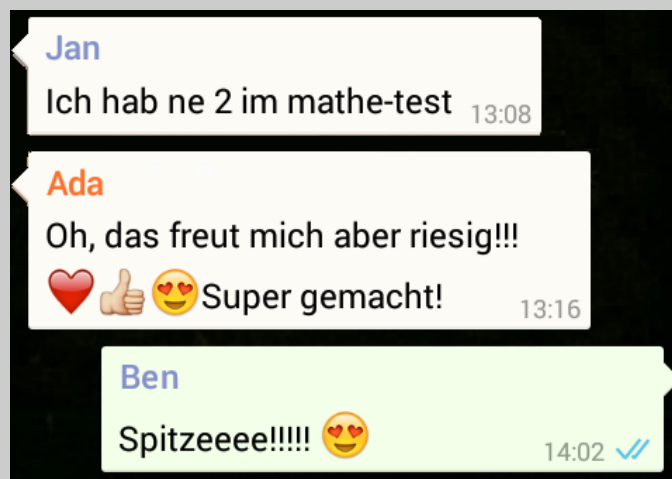 Jan
Ich hab ne 2 im mathe-test 13:08
Ada
Oh, das freut mich aber riesig!!!
❤️👍🏻😍Super gemacht! 13:16
Ben
Spitzeeee!!!!! 😍 14:02